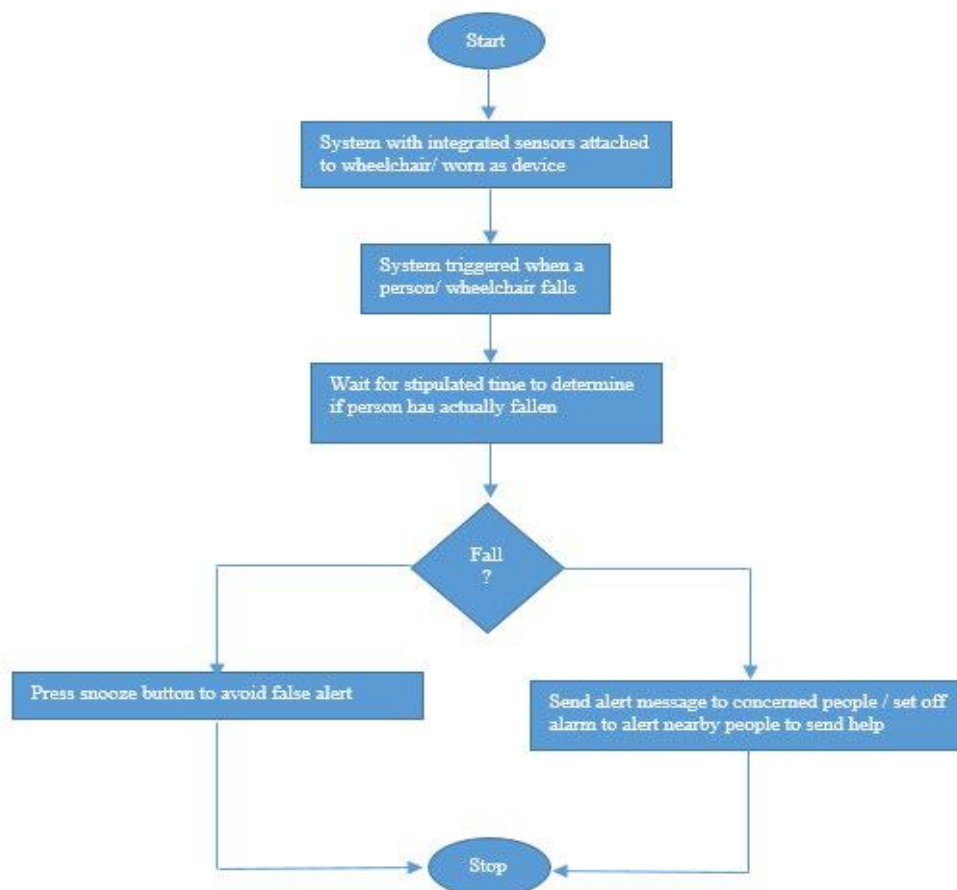 Start
System with integrated sensors attached
to wheelchair/ worn as device
System triggered when a
person/ wheelchair falls
Wait for stipulated time to determine
if person has actually fallen
Fall
?
Press snooze button to avoid false alert
Send alert message to concerned people / set off
alarm to alert nearby people to send help
Stop